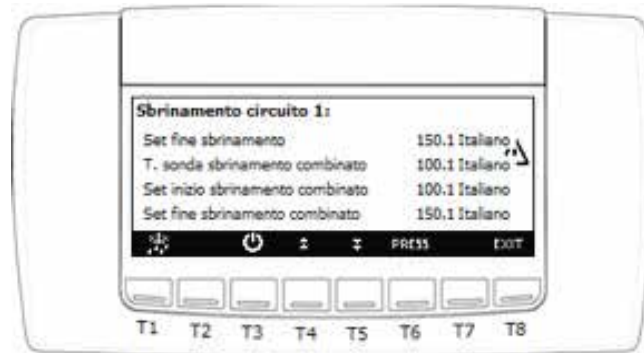 Sbrinamento circuito 1:
Set fine sbrinamento 150.1 Italiano
T. sonda sbrinamento combinato 100.1 Italiano
Set inizio sbrinamento combinato 100.1 Italiano
Set fine sbrinamento combinato 150.1 Italiano
PRESS EXIT
T1 T2 T3 T4 T5 T6 T7 T8